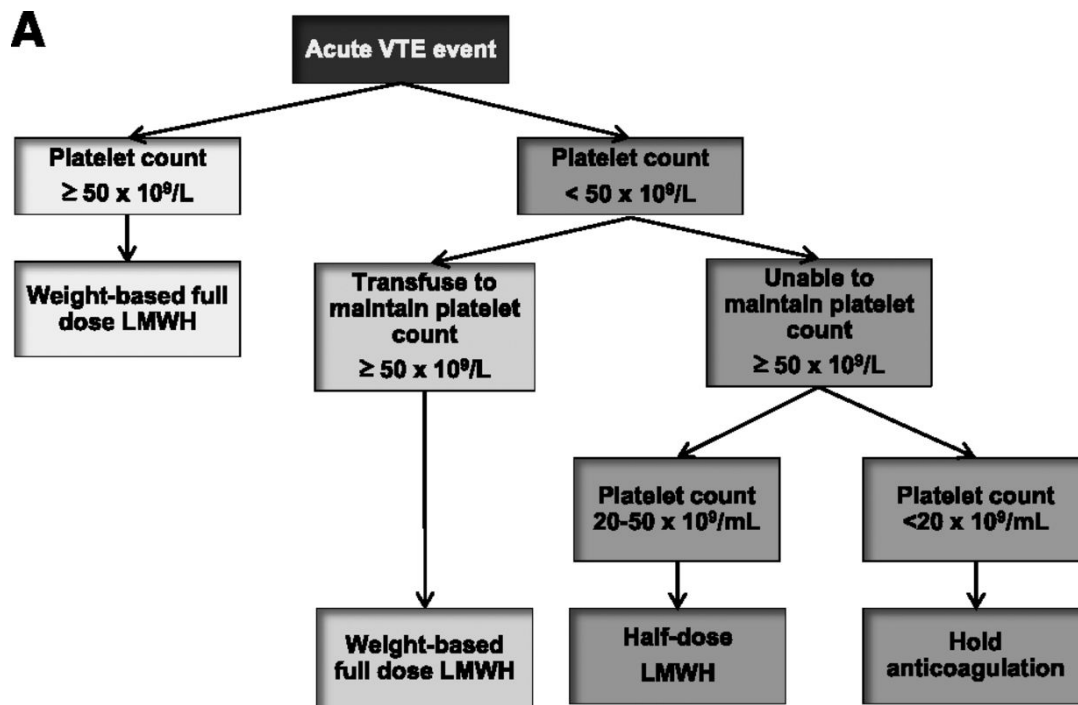 A
Acute VTE event
Platelet count
≥ 50 x 10⁹/L
Platelet count
< 50 x 10⁹/L
Weight-based full
dose LMWH
Transfuse to
maintain platelet
count
≥ 50 x 10⁹/L
Unable to
maintain platelet
count
≥ 50 x 10⁹/L
Platelet count
20-50 x 10⁹/mL
Platelet count
<20 x 10⁹/mL
Weight-based
full dose LMWH
Half-dose
LMWH
Hold
anticoagulation